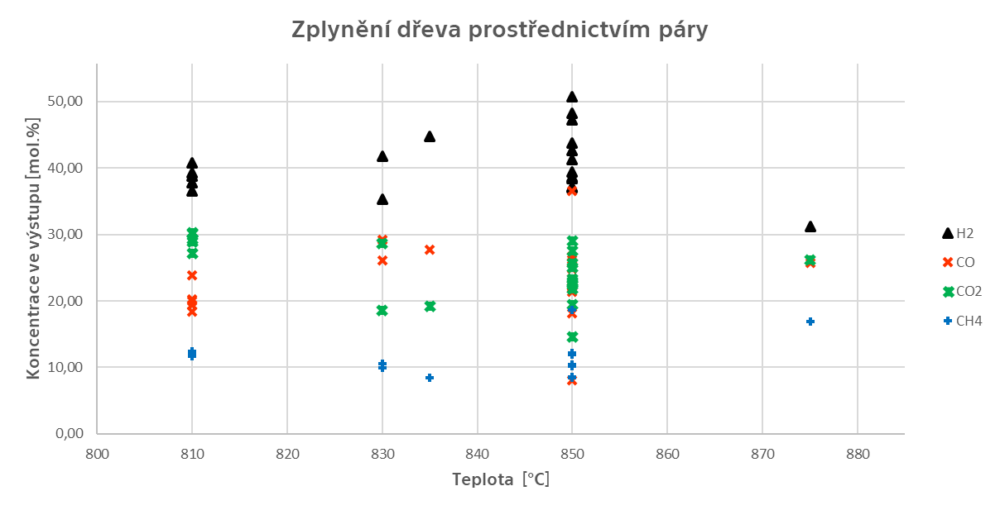 Zplynění dřeva prostřednictvím páry
50,00
40,00
30,00
20,00
10,00
0,00
Koncentrace ve výstupu [mol.%]
800 810 820 830 840 850 860 870 880
Teplota [°C]
H2
CO
CO2
CH4